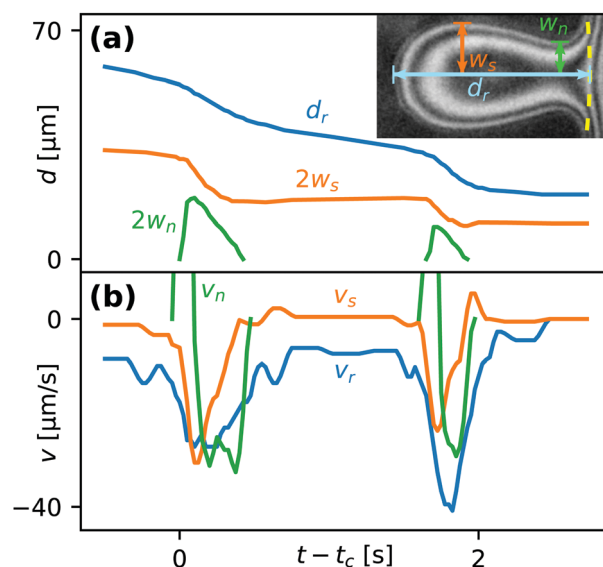 70
(a)
w_n
w_s
d_r
d_r
d [μm]
2w_s
2w_n
0
(b)
v_n
v_s
0
v_r
v [μm/s]
−40
0
t − t_c [s]
2